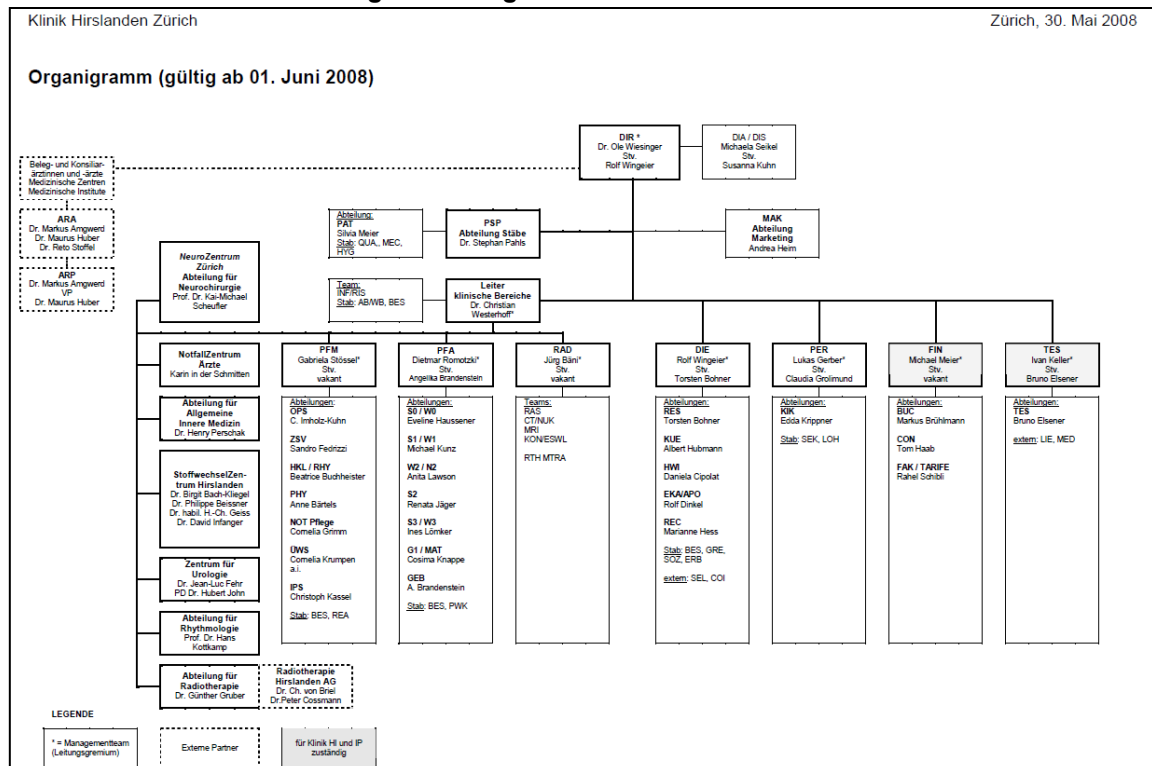 Klinik Hirslanden Zürich
Zürich, 30. Mai 2008
Organigramm (gültig ab 01. Juni 2008)
DIR *
Dr. Ole Wiesinger
Stv.
Rolf Wingeier
DIA / DIS
Michaela Seikel
Stv.
Susanna Kuhn
Beleg- und Konsiliar-
ärztinnen und -ärzte
Medizinische Zentren
Medizinische Institute
ARA
Dr. Markus Amgwerd
Dr. Maurus Huber
Dr. Reto Stoffel
ARP
Dr. Markus Amgwerd
VP
Dr. Maurus Huber
Abteilung:
PAT
Silvia Meier
Stab: QUA,, MEC,
HYG
PSP
Abteilung Stäbe
Dr. Stephan Pahls
MAK
Abteilung
Marketing
Andrea Heim
NeuroZentrum
Zürich
Abteilung für
Neurochirurgie
Prof. Dr. Kai-Michael
Scheufler
Team:
INF/RIS
Stab: AB/WB, BES
Leiter
klinische Bereiche
Dr. Christian
Westerhoff*
NotfallZentrum
Ärzte
Karin in der Schmitten
Abteilung für
Allgemeine
Innere Medizin
Dr. Henry Perschak
StoffwechselZen-
trum Hirslanden
Dr. Birgit Bach-Kliegel
Dr. Philippe Beissner
Dr. habil. H.-Ch. Geiss
Dr. David Infanger
Zentrum für
Urologie
Dr. Jean-Luc Fehr
PD Dr. Hubert John
Abteilung für
Rhythmologie
Prof. Dr. Hans
Kottkamp
Abteilung für
Radiotherapie
Dr. Günther Gruber
Radiotherapie
Hirslanden AG
Dr. Ch. von Briel
Dr.Peter Cossmann
PFM
Gabriela Stössel*
Stv.
vakant
Abteilungen:
OPS
C. Imholz-Kuhn
ZSV
Sandro Fedrizzi
HKL / RHY
Beatrice Buchheister
PHY
Anne Bärtels
NOT Pflege
Cornelia Grimm
ÜWS
Cornelia Krumpen
a.i.
IPS
Christoph Kassel
Stab: BES, REA
PFA
Dietmar Romotzki*
Stv.
Angelika Brandenstein
Abteilungen:
S0 / W0
Eveline Haussener
S1 / W1
Michael Kunz
W2 / N2
Anita Lawson
S2
Renata Jäger
S3 / W3
Ines Lömker
G1 / MAT
Cosima Knappe
GEB
A. Brandenstein
Stab: BES, PWK
RAD
Jürg Bäni*
Stv.
vakant
Teams:
RAS
CT/NUK
MRI
KON/ESWL
RTH MTRA
DIE
Rolf Wingeier*
Stv.
Torsten Bohner
Abteilungen:
RES
Torsten Bohner
KUE
Albert Hubmann
HWI
Daniela Cipolat
EKA/APO
Rolf Dinkel
REC
Marianne Hess
Stab: BES, GRE,
SOZ, ERB
extern: SEL, COI
PER
Lukas Gerber*
Stv.
Claudia Grolimund
Abteilungen:
KIK
Edda Krippner
Stab: SEK, LOH
FIN
Michael Meier*
Stv.
vakant
Abteilungen:
BUC
Markus Brühlmann
CON
Tom Haab
FAK / TARIFE
Rahel Schibli
TES
Ivan Keller*
Stv.
Bruno Elsener
Abteilungen:
TES
Bruno Elsener
extern: LIE, MED
LEGENDE
* = Managementteam
(Leitungsgremium)
Externe Partner
für Klinik HI und IP
zuständig